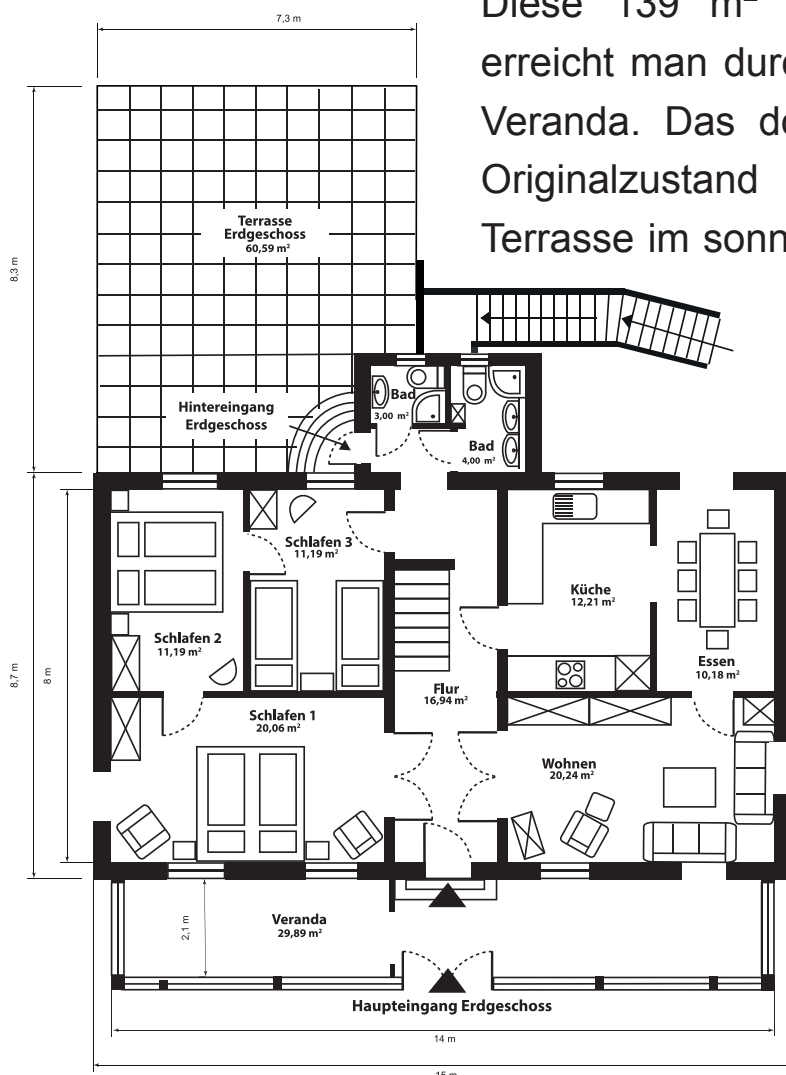 Diese 139 m²
erreicht man
Veranda. Das
Originalzustand
Terrasse im
7,3 m
8,3 m
Terrasse
Erdgeschoss
60,59 m²
Hintereingang
Erdgeschoss
Bad
3,00 m²
Bad
4,00 m²
8,7 m
8 m
Schlafen 3
11,19 m²
Schlafen 2
11,19 m²
Küche
12,21 m²
Essen
10,18 m²
Flur
16,94 m²
Schlafen 1
20,06 m²
Wohnen
20,24 m²
2,1 m
Veranda
29,89 m²
Haupteingang Erdgeschoss
14 m
15 m